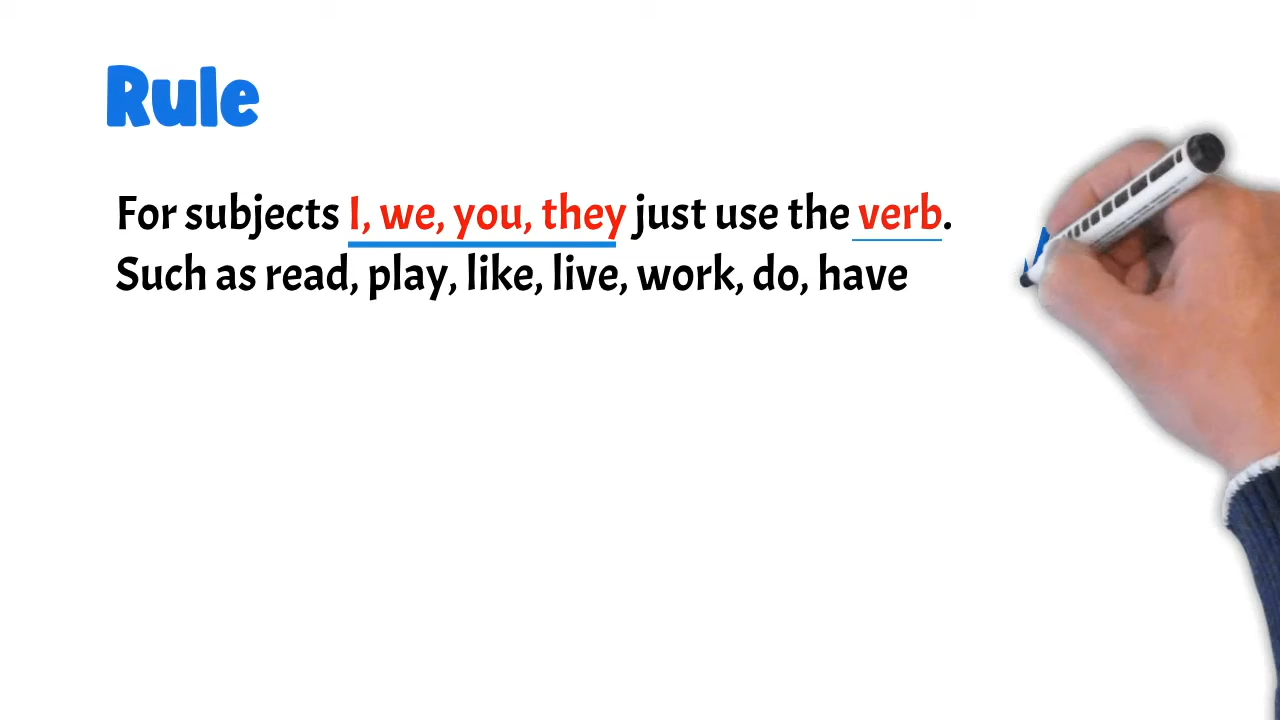 Rule
For subjects I, we, you, they just use the verb.
Such as read, play, like, live, work, do, have